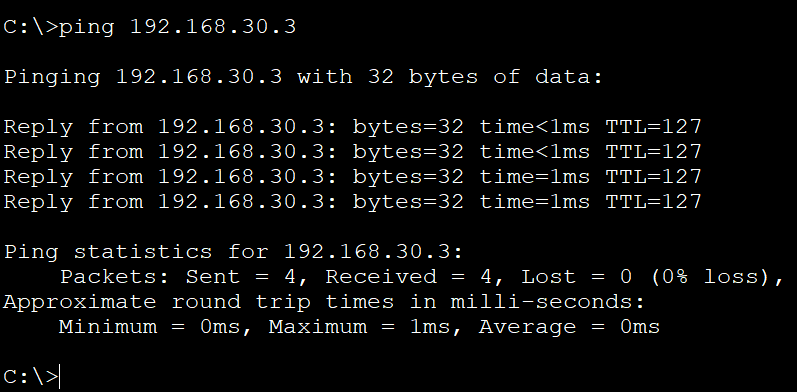 C:\>ping 192.168.30.3
Pinging 192.168.30.3 with 32 bytes of data:
Reply from 192.168.30.3: bytes=32 time<1ms TTL=127
Reply from 192.168.30.3: bytes=32 time<1ms TTL=127
Reply from 192.168.30.3: bytes=32 time=1ms TTL=127
Reply from 192.168.30.3: bytes=32 time=1ms TTL=127
Ping statistics for 192.168.30.3:
    Packets: Sent = 4, Received = 4, Lost = 0 (0% loss),
Approximate round trip times in milli-seconds:
    Minimum = 0ms, Maximum = 1ms, Average = 0ms
C:\>